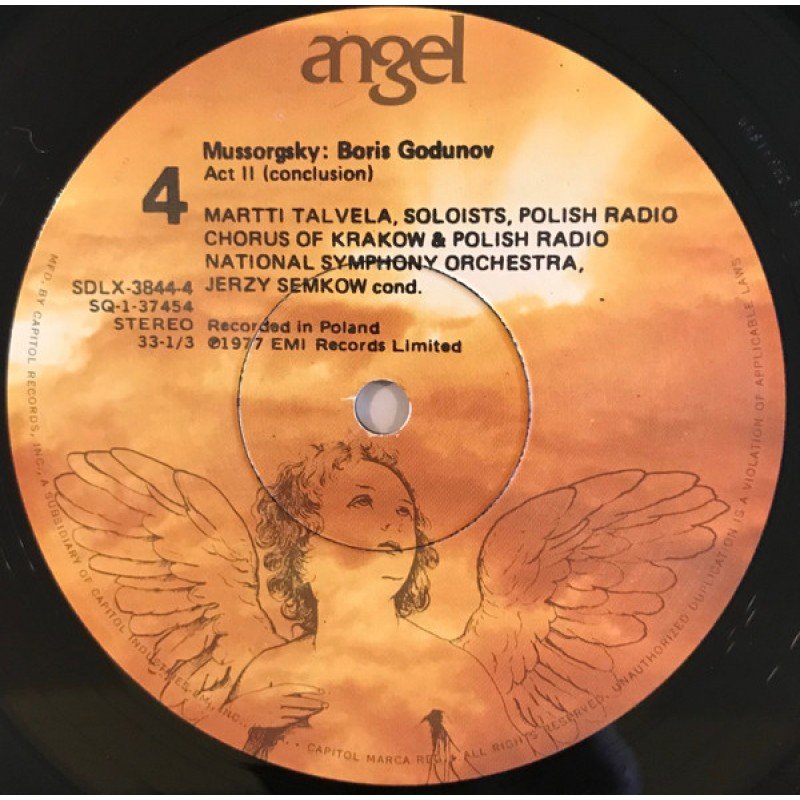 angel
Mussorgsky: Boris Godunov
Act II (conclusion)
4
MARTTI TALVELA, SOLOISTS, POLISH RADIO
CHORUS OF KRAKOW & POLISH RADIO
NATIONAL SYMPHONY ORCHESTRA,
SDLX-3844-4 JERZY SEMKOW cond.
SQ-1-37454
STEREO Recorded in Poland
33-1/3 ℗1977 EMI Records Limited
MFD. BY CAPITOL RECORDS, INC., A SUBSIDIARY OF CAPITOL INDUSTRIES-EMI, INC., • CAPITOL MARCA REG. • ALL RIGHTS RESERVED. UNAUTHORIZED DUPLICATION IS A VIOLATION OF APPLICABLE LAWS